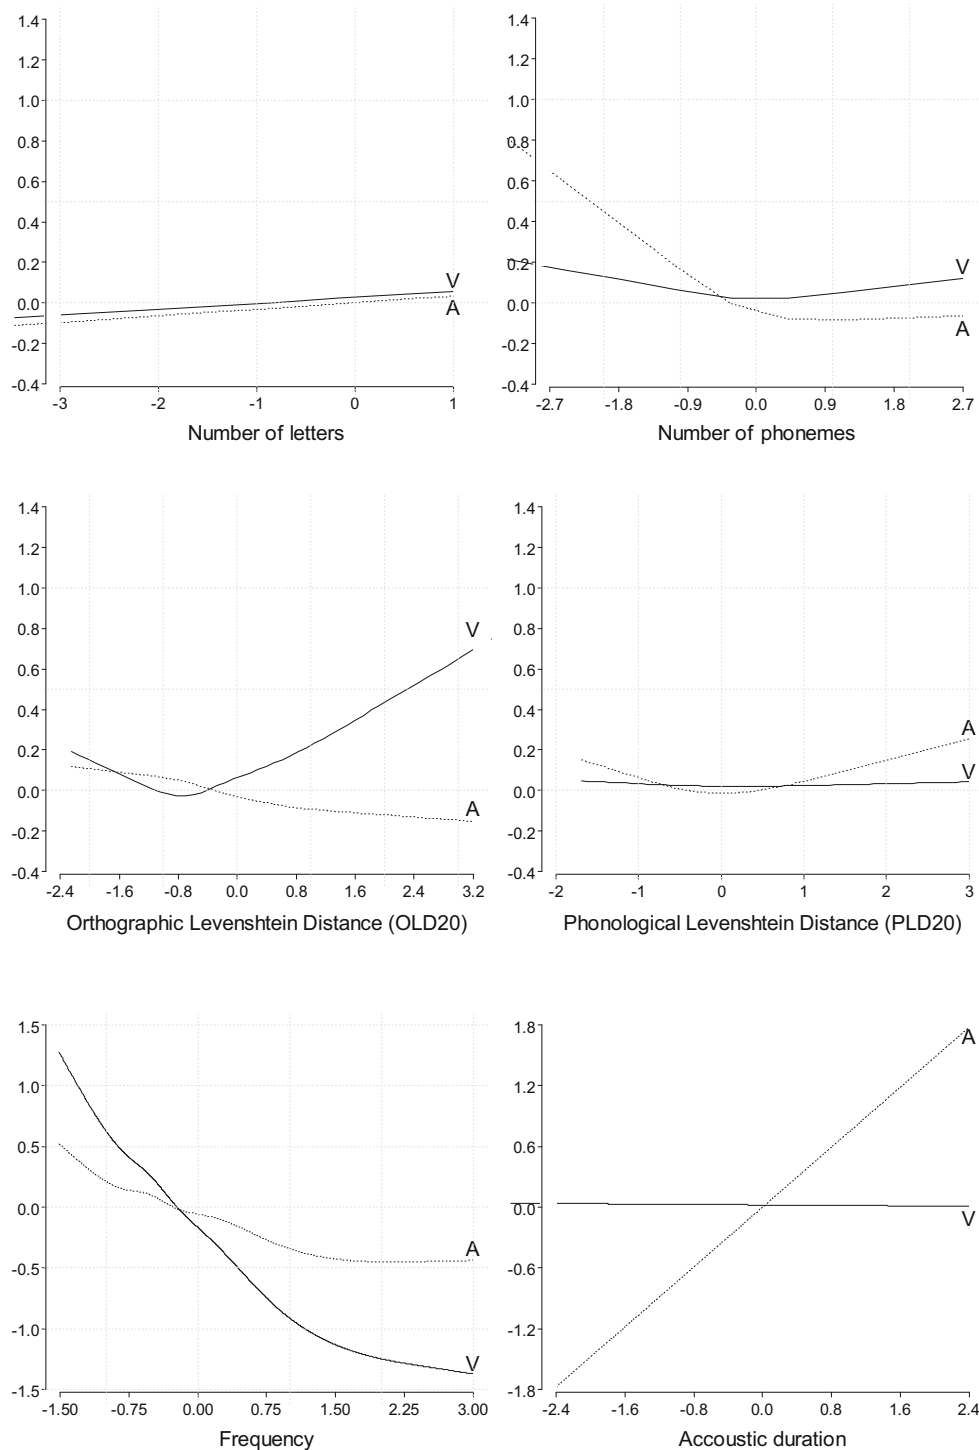 1.4 1.4
1.2 1.2
1.0 1.0
0.8 0.8
0.6 0.6
0.4 0.4
0.2 V 0.2 V
0.0 A 0.0
-0.2 -0.2 A
-0.4 -0.4
-3 -2 -1 0 1 -2.7 -1.8 -0.9 0.0 0.9 1.8 2.7
Number of letters Number of phonemes
1.4 1.4
1.2 1.2
1.0 1.0
0.8 V 0.8
0.6 0.6
0.4 0.4
0.2 0.2 A
0.0 A 0.0 V
-0.2 -0.2
-0.4 -0.4
-2.4 -1.6 -0.8 0.0 0.8 1.6 2.4 3.2 -2 -1 0 1 2 3
Orthographic Levenshtein Distance (OLD20) Phonological Levenshtein Distance (PLD20)
1.5 1.8 A
1.0 1.2
0.5 0.6
0.0 0.0 V
-0.5 A -0.6
-1.0 -1.2
-1.5 V -1.8
-1.50 -0.75 0.00 0.75 1.50 2.25 3.00 -2.4 -1.6 -0.8 0.0 0.8 1.6 2.4
Frequency Accoustic duration